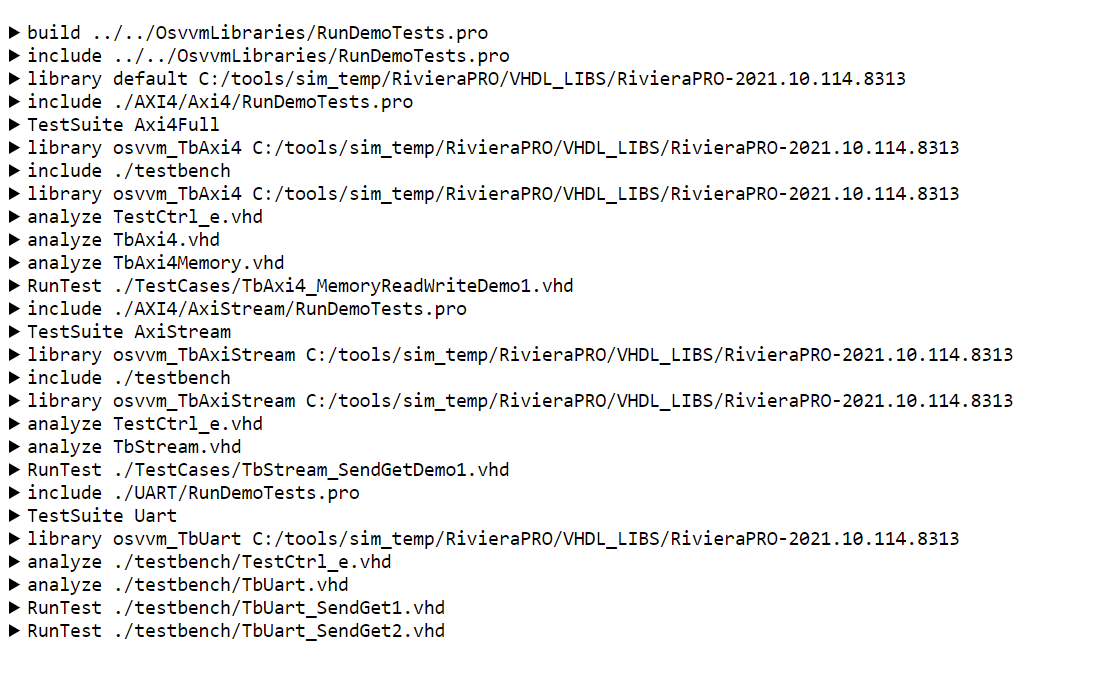 ▶ build ../../OsvvmLibraries/RunDemoTests.pro
▶ include ../../OsvvmLibraries/RunDemoTests.pro
▶ library default C:/tools/sim_temp/RivieraPRO/VHDL_LIBS/RivieraPRO-2021.10.114.8313
▶ include ./AXI4/Axi4/RunDemoTests.pro
▶ TestSuite Axi4Full
▶ library osvvm_TbAxi4 C:/tools/sim_temp/RivieraPRO/VHDL_LIBS/RivieraPRO-2021.10.114.8313
▶ include ./testbench
▶ library osvvm_TbAxi4 C:/tools/sim_temp/RivieraPRO/VHDL_LIBS/RivieraPRO-2021.10.114.8313
▶ analyze TestCtrl_e.vhd
▶ analyze TbAxi4.vhd
▶ analyze TbAxi4Memory.vhd
▶ RunTest ./TestCases/TbAxi4_MemoryReadWriteDemo1.vhd
▶ include ./AXI4/AxiStream/RunDemoTests.pro
▶ TestSuite AxiStream
▶ library osvvm_TbAxiStream C:/tools/sim_temp/RivieraPRO/VHDL_LIBS/RivieraPRO-2021.10.114.8313
▶ include ./testbench
▶ library osvvm_TbAxiStream C:/tools/sim_temp/RivieraPRO/VHDL_LIBS/RivieraPRO-2021.10.114.8313
▶ analyze TestCtrl_e.vhd
▶ analyze TbStream.vhd
▶ RunTest ./TestCases/TbStream_SendGetDemo1.vhd
▶ include ./UART/RunDemoTests.pro
▶ TestSuite Uart
▶ library osvvm_TbUart C:/tools/sim_temp/RivieraPRO/VHDL_LIBS/RivieraPRO-2021.10.114.8313
▶ analyze ./testbench/TestCtrl_e.vhd
▶ analyze ./testbench/TbUart.vhd
▶ RunTest ./testbench/TbUart_SendGet1.vhd
▶ RunTest ./testbench/TbUart_SendGet2.vhd